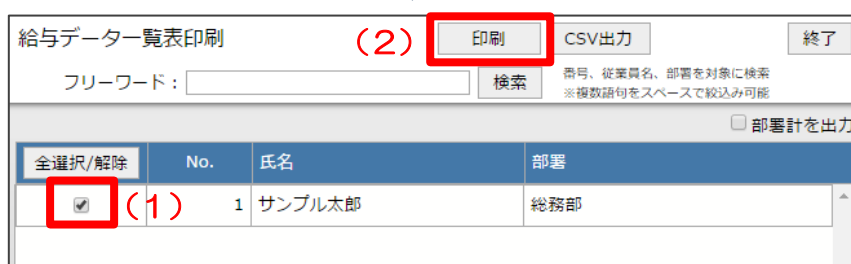 給与データ一覧表印刷 (2) 印刷 CSV出力 終了
フリーワード： 検索 番号、従業員名、部署を対象に検索
※複数語句をスペースで絞込み可能
部署計を出力
全選択/解除 No. 氏名 部署
(1) 1 サンプル太郎 総務部